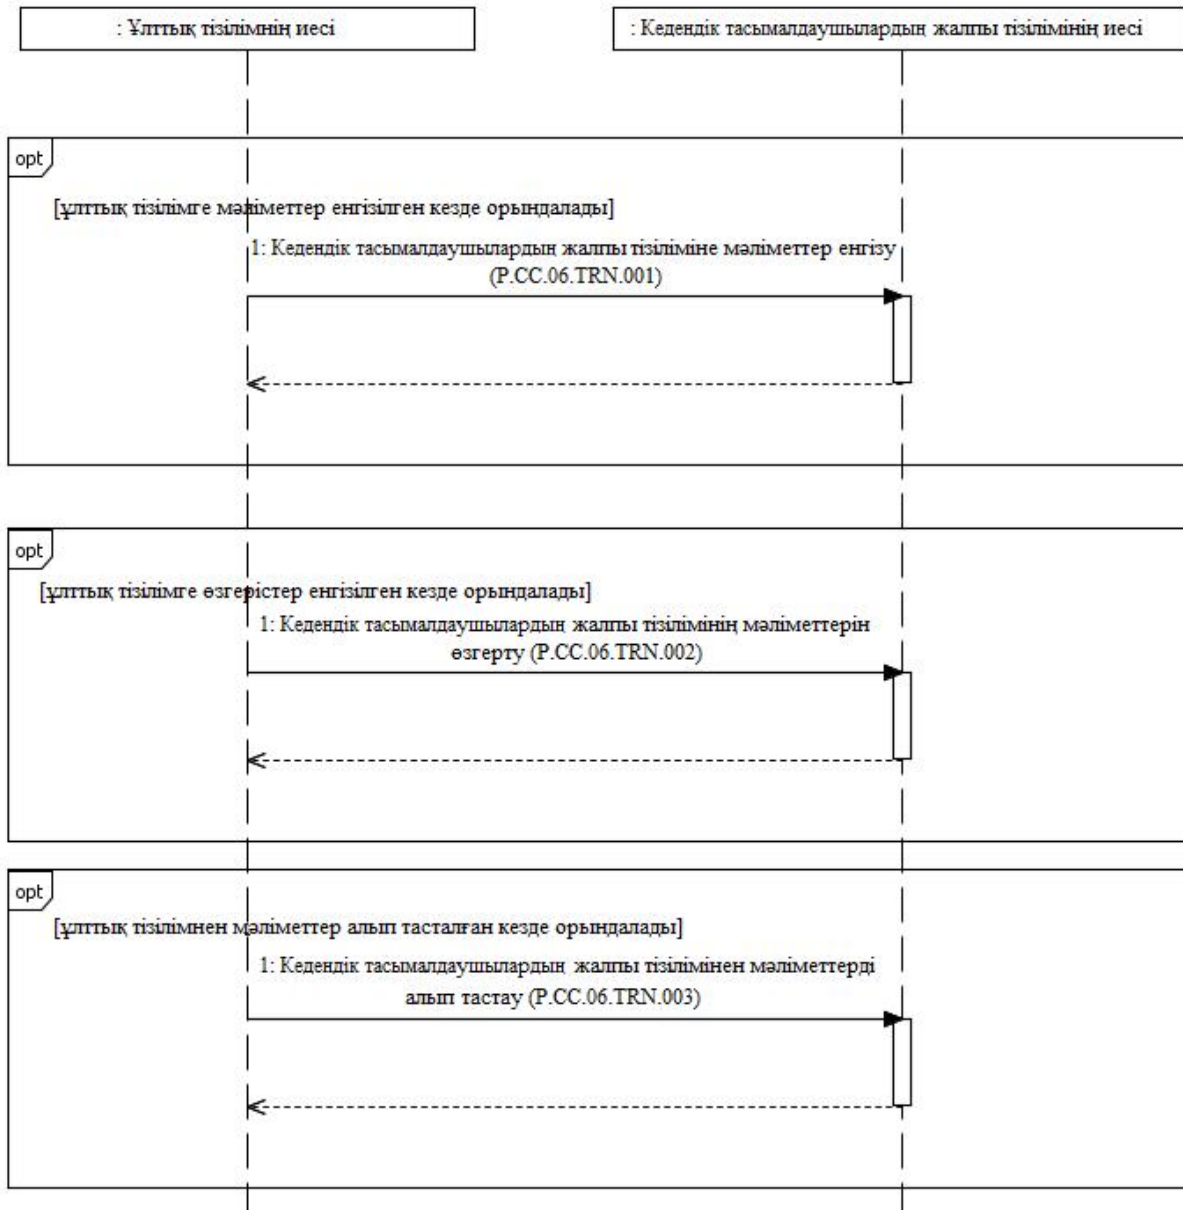 : Ұлттық тізілімнің иесі
: Кедендік тасымалдаушылардың жалпы тізілімінің иесі
opt
[ұлттық тізілімге мәліметтер енгізілген кезде орындалады]
1: Кедендік тасымалдаушылардың жалпы тізіліміне мәліметтер енгізу
(P.CC.06.TRN.001)
opt
[ұлттық тізілімге өзгерістер енгізілген кезде орындалады]
1: Кедендік тасымалдаушылардың жалпы тізілімінің мәліметтерін
өзгерту (P.CC.06.TRN.002)
opt
[ұлттық тізілімнен мәліметтер алып тасталған кезде орындалады]
1: Кедендік тасымалдаушылардың жалпы тізілімінен мәліметтерді
алып тастау (P.CC.06.TRN.003)